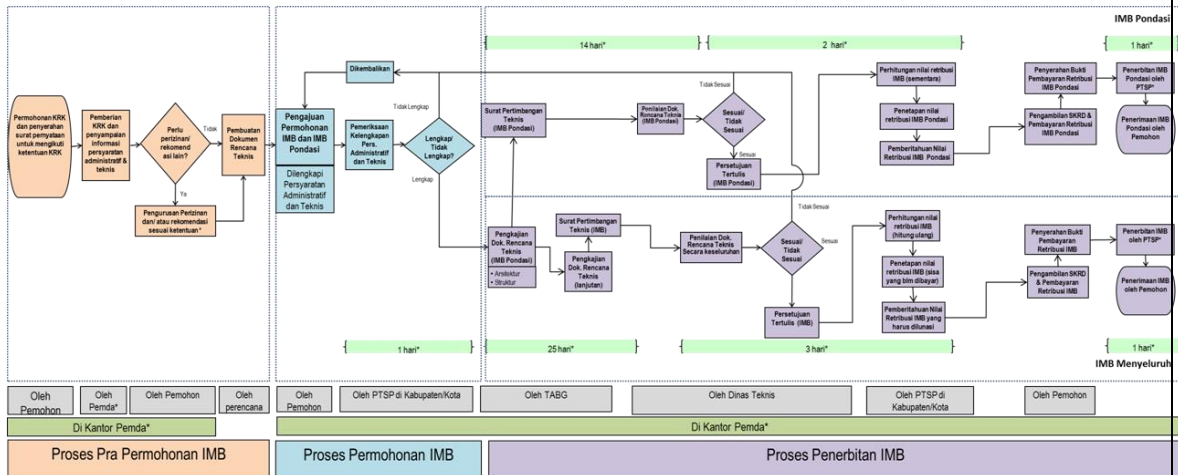 IMB Pondasi
14 hari*
2 hari*
1 hari*
Permohonan KRK
dan penyerahan
surat pernyataan
untuk mengikuti
ketentuan KRK
Pemberian
KRK dan
penyampaian
informasi
persyaratan
administratif &
teknis
Perlu
perizinan/
rekomend
asi lain?
Tidak
Ya
Pengurusan Perizinan
dan/ atau rekomendasi
sesuai ketentuan*
Pembuatan
Dokumen
Rencana
Teknis
Dikembalikan
Pengajuan
Permohonan
IMB dan IMB
Pondasi
Dilengkapi
Persyaratan
Administratif
dan Teknis
Pemeriksaan
Kelengkapan
Pers.
Administratif
dan Teknis
Tidak Lengkap
Lengkap/
Tidak
Lengkap?
Lengkap
1 hari*
Surat Pertimbangan
Teknis
(IMB Pondasi)
Penilaian Dok.
Rencana Teknis
(IMB Pondasi)
Tidak Sesuai
Sesuai/
Tidak
Sesuai
Sesuai
Persetujuan
Tertulis
(IMB Pondasi)
Perhitungan nilai retribusi
IMB (sementara)
Penetapan nilai
retribusi IMB Pondasi
Pemberitahuan Nilai
Retribusi IMB Pondasi
Penyerahan Bukti
Pembayaran Retribusi
IMB Pondasi
Pengambilan SKRD &
Pembayaran Retribusi
IMB Pondasi
Penerbitan IMB
Pondasi oleh
PTSP*
Penerimaan IMB
Pondasi oleh
Pemohon
Pengkajian
Dok. Rencana
Teknis
(IMB Pondasi)
• Arsitektur
• Struktur
Surat Pertimbangan
Teknis (IMB)
Pengkajian
Dok. Rencana
Teknis
(lanjutan)
Penilaian Dok.
Rencana Teknis
Secara keseluruhan
Tidak Sesuai
Sesuai/
Tidak
Sesuai
Sesuai
Persetujuan
Tertulis (IMB)
Perhitungan nilai
retribusi IMB
(hitung ulang)
Penetapan nilai
retribusi IMB (sisa
yang blm dibayar)
Pemberitahuan Nilai
Retribusi IMB yang
harus dilunasi
Penyerahan Bukti
Pembayaran
Retribusi IMB
Pengambilan SKRD
& Pembayaran
Retribusi IMB
Penerbitan IMB
oleh PTSP*
Penerimaan IMB
oleh Pemohon
25 hari*
3 hari*
1 hari*
IMB Menyeluruh
Oleh
Pemohon
Oleh
Pemda*
Oleh Pemohon
Oleh
perencana
Oleh
Pemohon
Oleh PTSP di Kabupaten/Kota
Oleh TABG
Oleh Dinas Teknis
Oleh PTSP di
Kabupaten/Kota
Oleh Pemohon
Di Kantor Pemda*
Di Kantor Pemda*
Proses Pra Permohonan IMB
Proses Permohonan IMB
Proses Penerbitan IMB